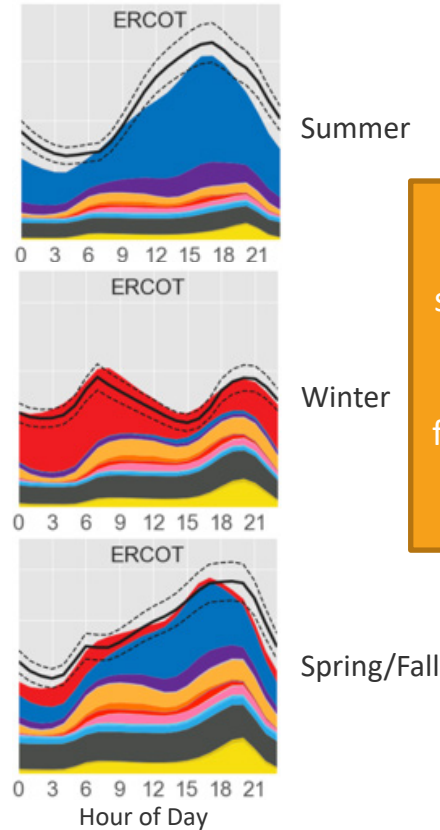 ERCOT
Summer
0 3 6 9 12 15 18 21
ERCOT
Winter
0 3 6 9 12 15 18 21
ERCOT
Spring/Fall
0 3 6 9 12 15 18 21
Hour of Day